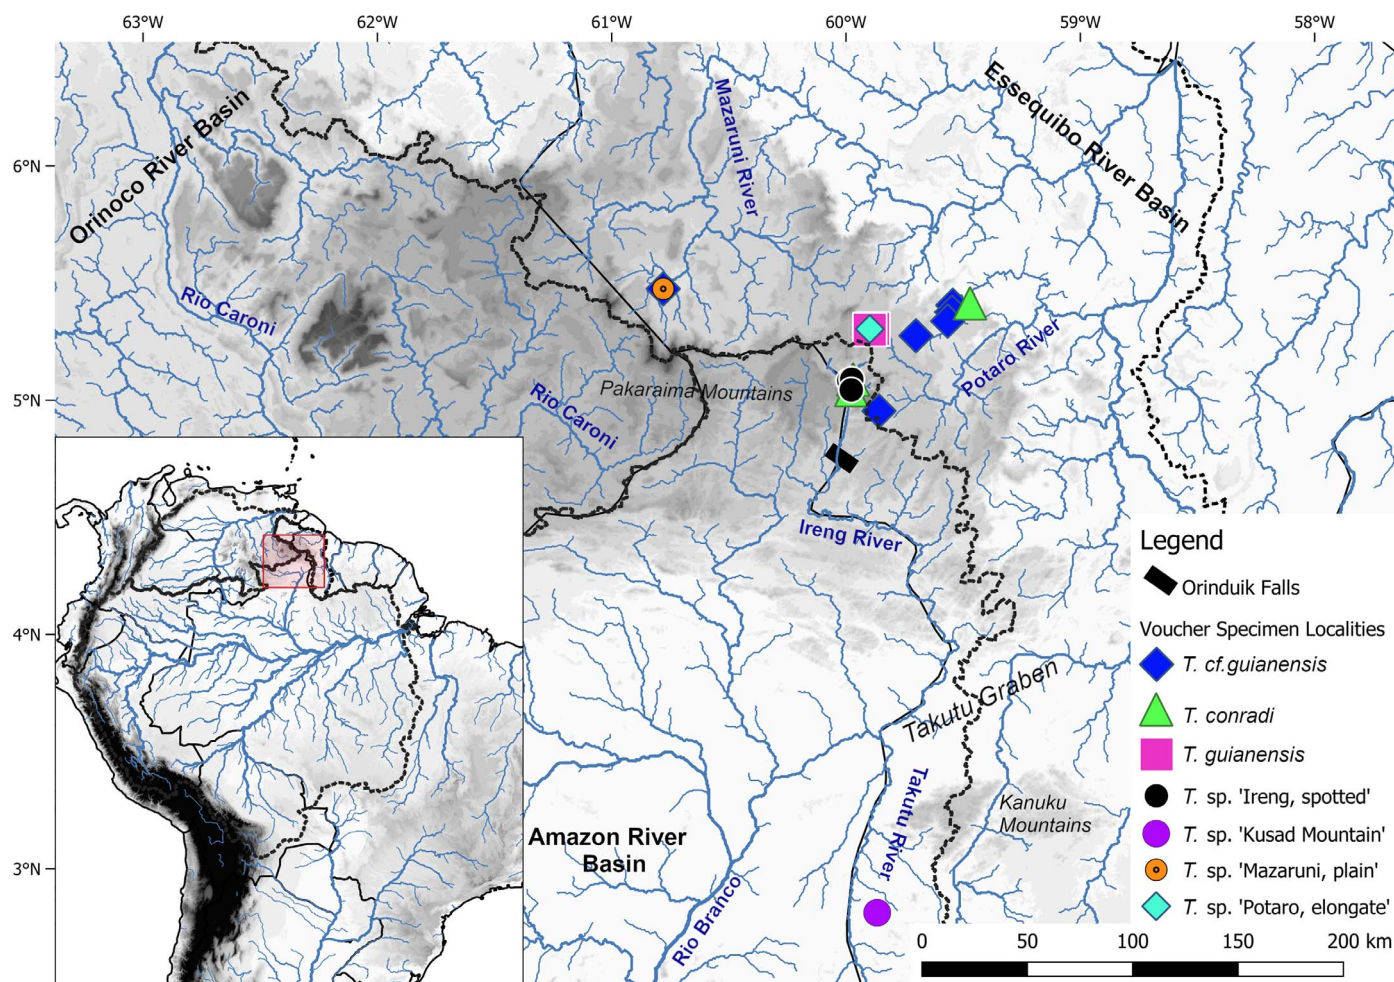 63°W
62°W
61°W
60°W
59°W
58°W
6°N
5°N
4°N
3°N
Orinoco River Basin
Mazaruni River
Essequibo River Basin
Rio Caroni
Potaro River
Pakaraima Mountains
Rio Caroni
Ireng River
Takutu Graben
Takutu River
Kanuku
Mountains
Amazon River
Basin
Rio Branco
Legend
Orinduik Falls
Voucher Specimen Localities
T. cf.guianensis
T. conradi
T. guianensis
T. sp. 'Ireng, spotted'
T. sp. 'Kusad Mountain'
T. sp. 'Mazaruni, plain'
T. sp. 'Potaro, elongate'
0 50 100 150 200 km